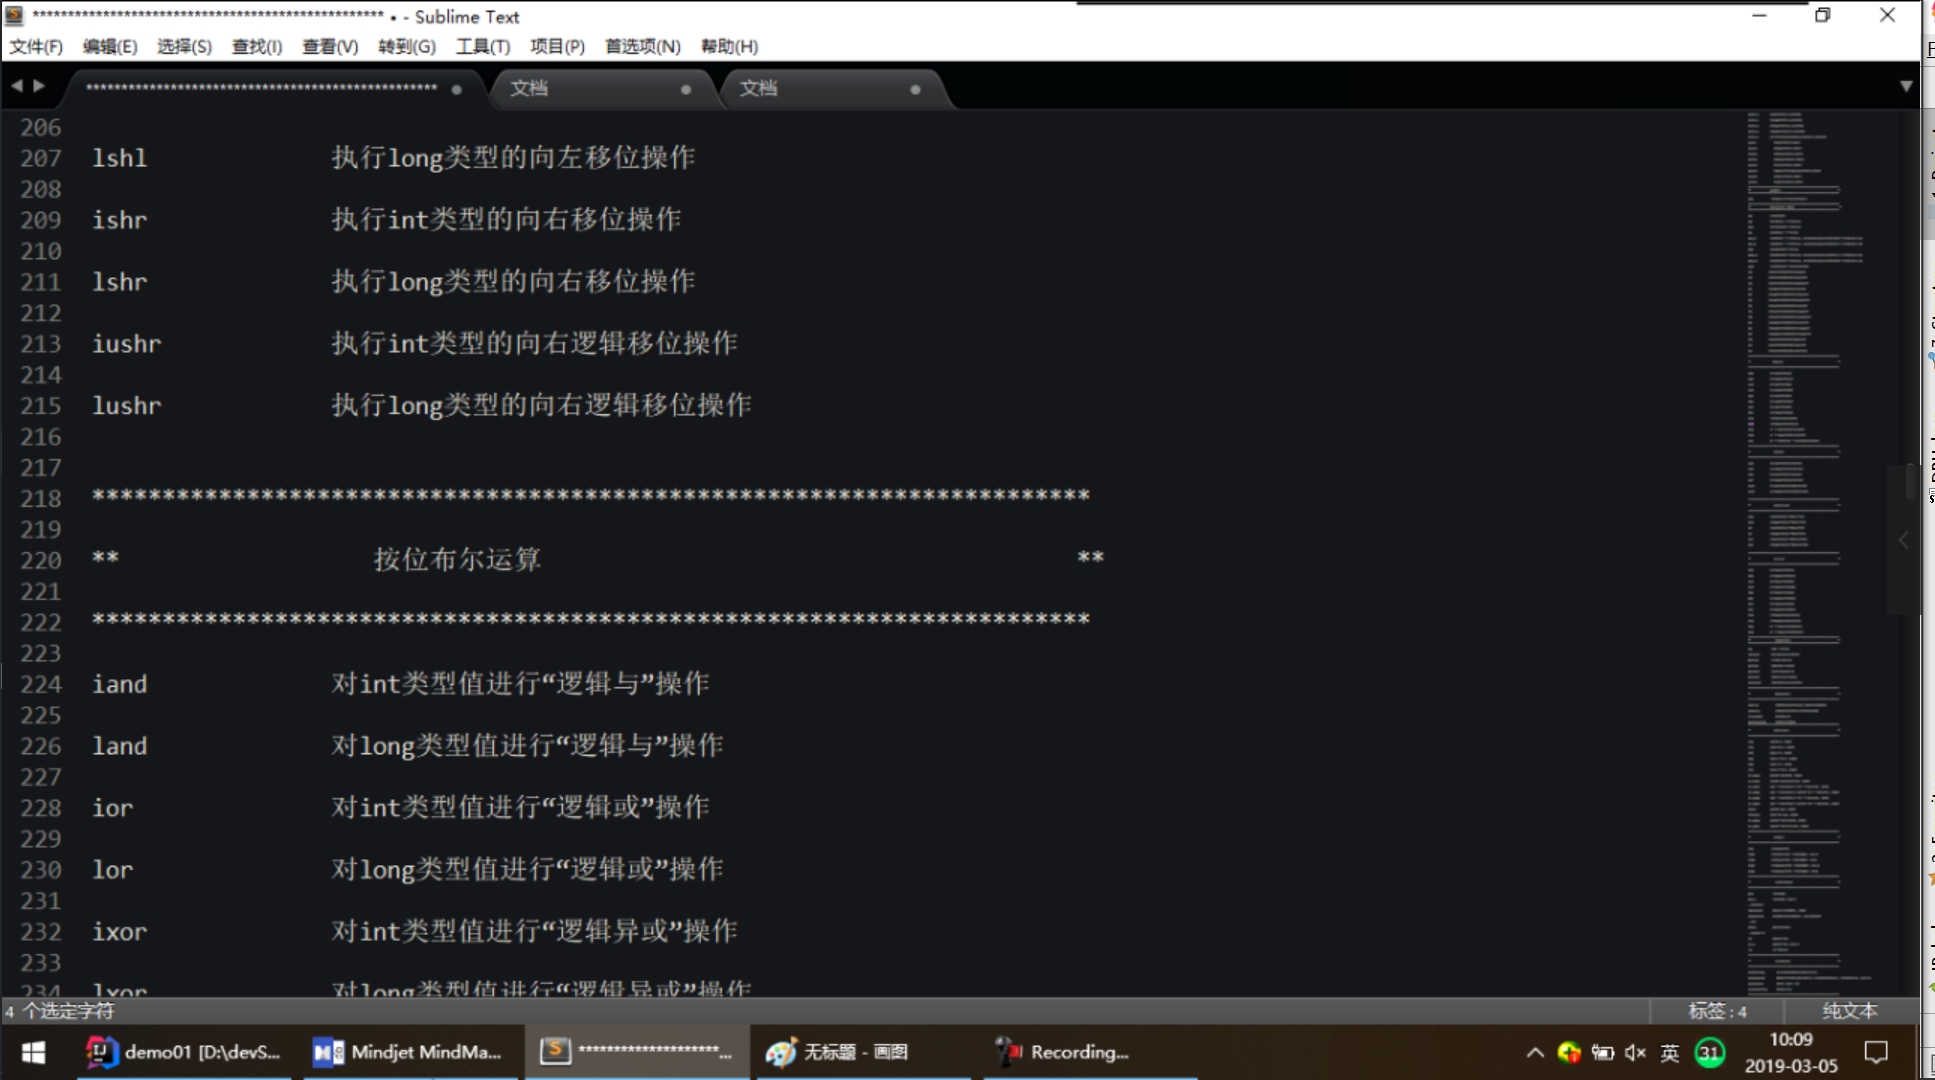 ************************************************** • - Sublime Text
文件(F) 编辑(E) 选择(S) 查找(I) 查看(V) 转到(G) 工具(T) 项目(P) 首选项(N) 帮助(H)
************************************************** 文档 文档
206
207 lshl 执行long类型的向左移位操作
208
209 ishr 执行int类型的向右移位操作
210
211 lshr 执行long类型的向右移位操作
212
213 iushr 执行int类型的向右逻辑移位操作
214
215 lushr 执行long类型的向右逻辑移位操作
216
217
218 ***********************************************************************
219
220 ** 按位布尔运算 **
221
222 ***********************************************************************
223
224 iand 对int类型值进行“逻辑与”操作
225
226 land 对long类型值进行“逻辑与”操作
227
228 ior 对int类型值进行“逻辑或”操作
229
230 lor 对long类型值进行“逻辑或”操作
231
232 ixor 对int类型值进行“逻辑异或”操作
233
234 lxor 对long类型值进行“逻辑异或”操作
4 个选定字符 标签: 4 纯文本
demo01 [D:\devS... Mindjet MindMa... ********************... 无标题 - 画图 Recording... 英 31 10:09
2019-03-05